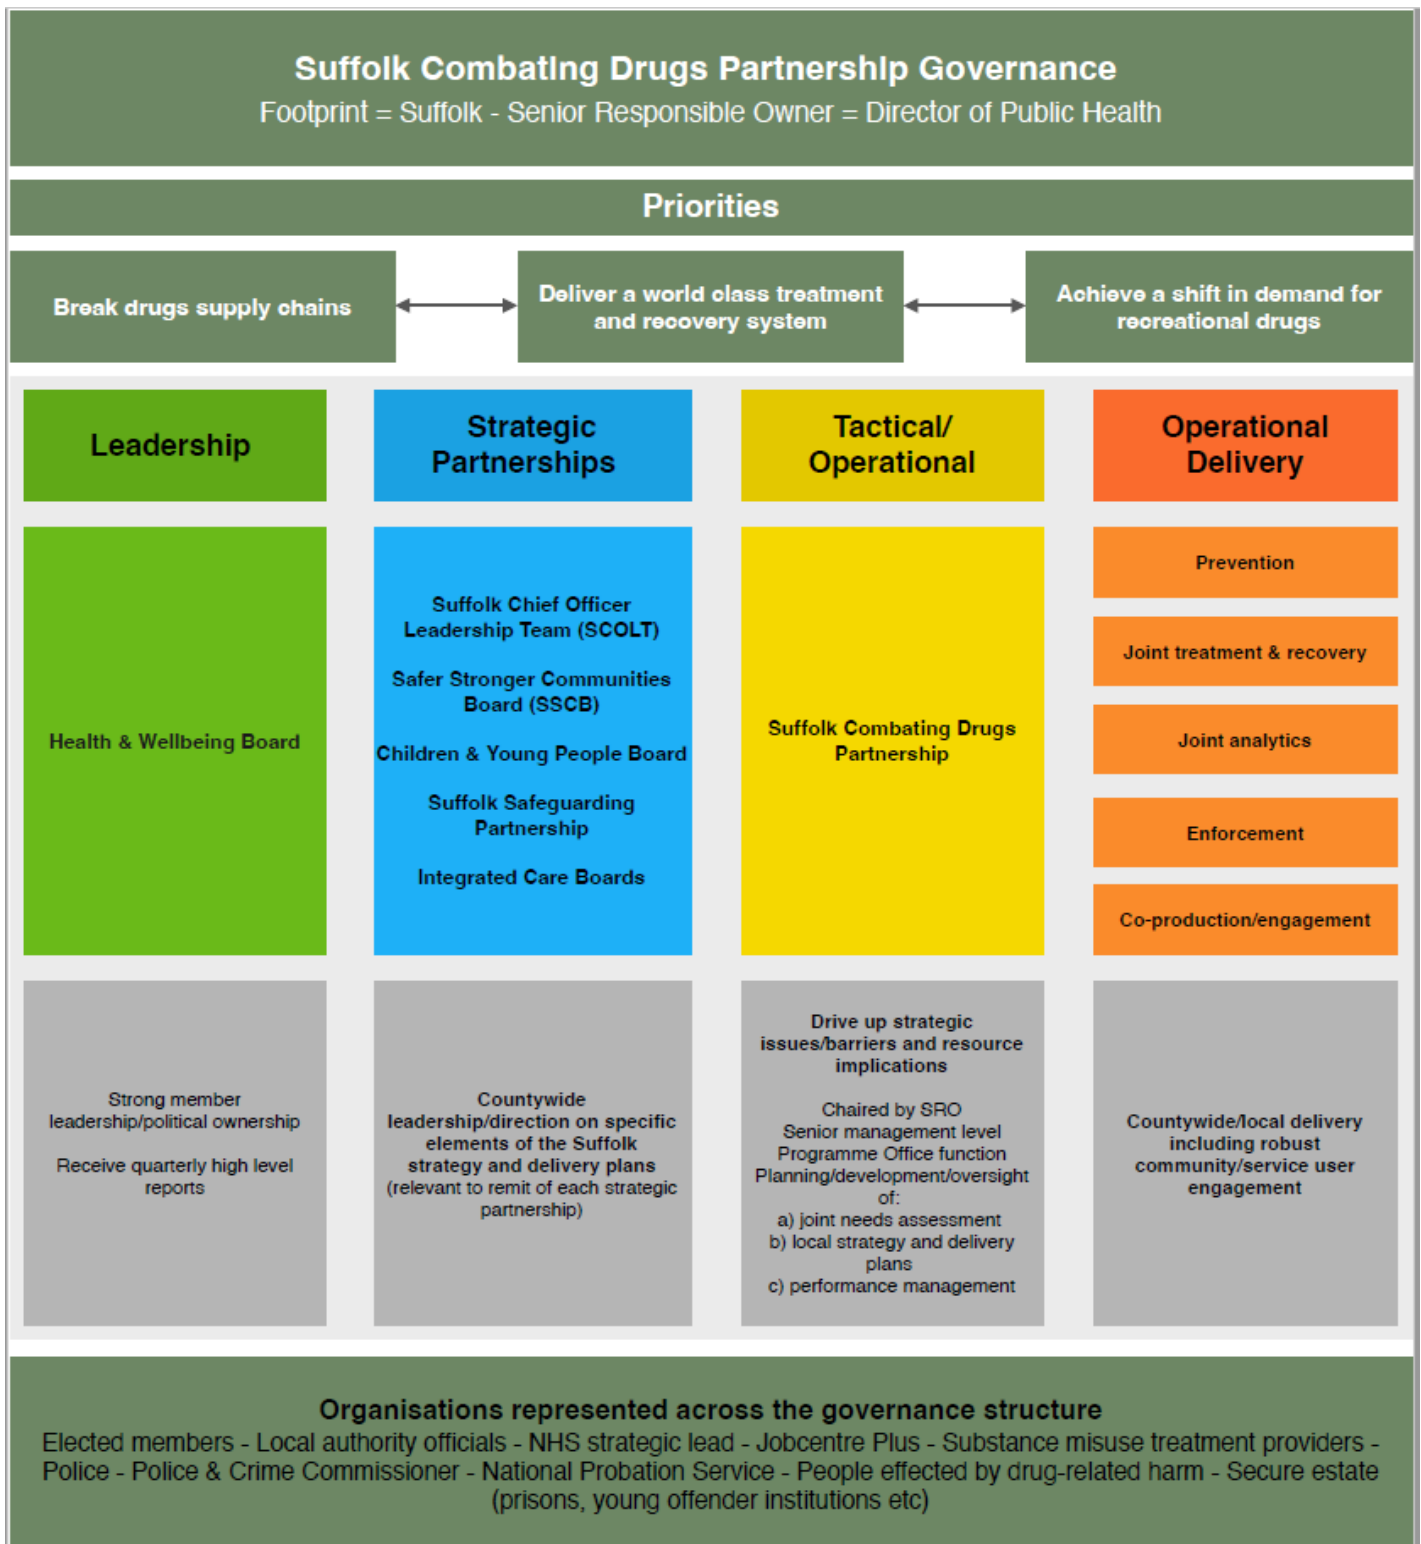 Suffolk Combating Drugs Partnership Governance
Footprint = Suffolk - Senior Responsible Owner = Director of Public Health
Priorities
Break drugs supply chains
Deliver a world class treatment
and recovery system
Achieve a shift in demand for
recreational drugs
Leadership
Strategic
Partnerships
Tactical/
Operational
Operational
Delivery
Health & Wellbeing Board
Suffolk Chief Officer
Leadership Team (SCOLT)
Safer Stronger Communities
Board (SSCB)
Children & Young People Board
Suffolk Safeguarding
Partnership
Integrated Care Boards
Suffolk Combating Drugs
Partnership
Prevention
Joint treatment & recovery
Joint analytics
Enforcement
Co-production/engagement
Strong member
leadership/political ownership
Receive quarterly high level
reports
Countywide
leadership/direction on specific
elements of the Suffolk
strategy and delivery plans
(relevant to remit of each strategic
partnership)
Drive up strategic
issues/barriers and resource
implications
Chaired by SRO
Senior management level
Programme Office function
Planning/development/oversight
of:
a) joint needs assessment
b) local strategy and delivery
plans
c) performance management
Countywide/local delivery
including robust
community/service user
engagement
Organisations represented across the governance structure
Elected members - Local authority officials - NHS strategic lead - Jobcentre Plus - Substance misuse treatment providers -
Police - Police & Crime Commissioner - National Probation Service - People effected by drug-related harm - Secure estate
(prisons, young offender institutions etc)